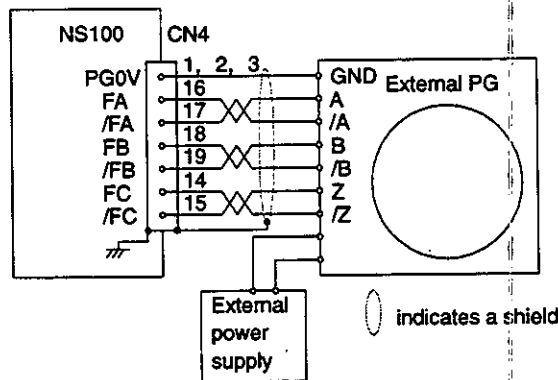 NS100 CN4
PG0V 1, 2, 3 GND External PG
FA 16 A
/FA 17 /A
FB 18 B
/FB 19 /B
FC 14 Z
/FC 15 /Z
External
power
supply
indicates a shield